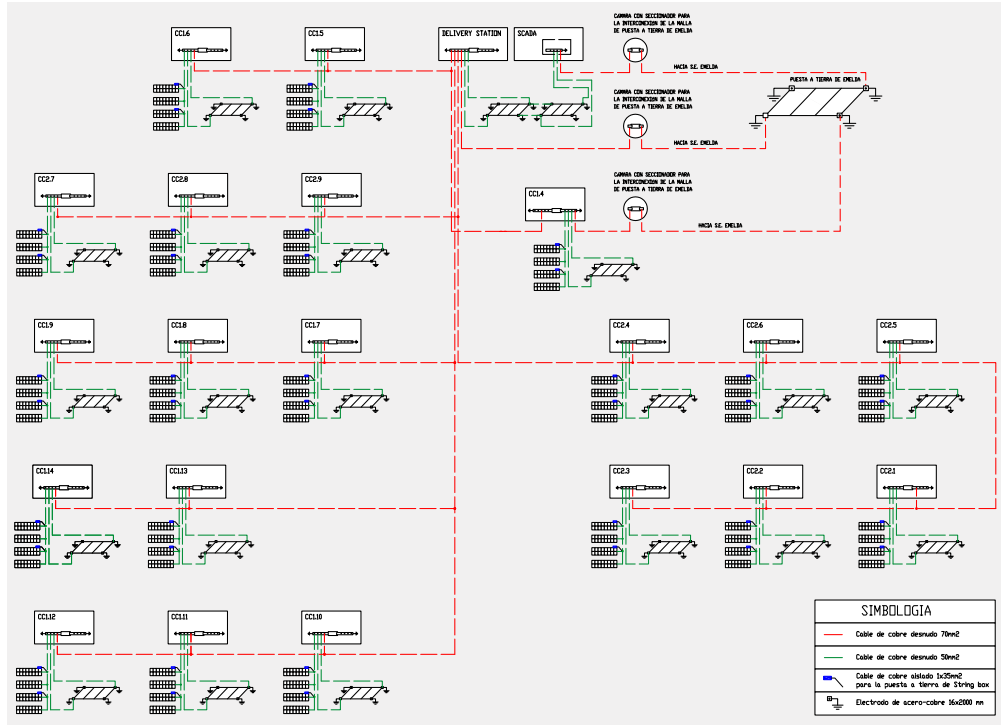 CC1.6
CC1.5
DELIVERY STATION
SCADA
CAMARA CON SECCIONADOR PARA
LA INTERCONEXION DE LA MALLA
DE PUESTA A TIERRA DE EMELDA
HACIA S.E. EMELDA
PUESTA A TIERRA DE EMELDA
CAMARA CON SECCIONADOR PARA
LA INTERCONEXION DE LA MALLA
DE PUESTA A TIERRA DE EMELDA
HACIA S.E. EMELDA
CC2.7
CC2.8
CC2.9
CC1.4
CAMARA CON SECCIONADOR PARA
LA INTERCONEXION DE LA MALLA
DE PUESTA A TIERRA DE EMELDA
HACIA S.E. EMELDA
CC1.9
CC1.8
CC1.7
CC2.4
CC2.6
CC2.5
CC1.14
CC1.13
CC2.3
CC2.2
CC2.1
CC1.12
CC1.11
CC1.10
SIMBOLOGIA
Cable de cobre desnudo 70mm2
Cable de cobre desnudo 50mm2
Cable de cobre aislado 1x35mm2
para la puesta a tierra de String box
Electrodo de acero-cobre 16x2000 mm